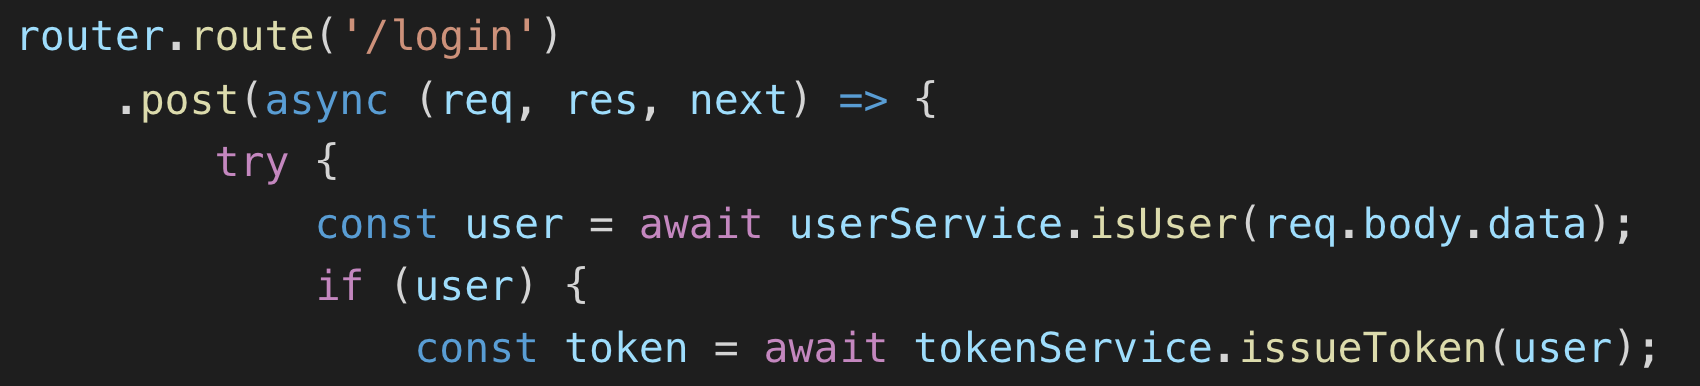 router.route('/login')
    .post(async (req, res, next) => {
        try {
            const user = await userService.isUser(req.body.data);
            if (user) {
                const token = await tokenService.issueToken(user);